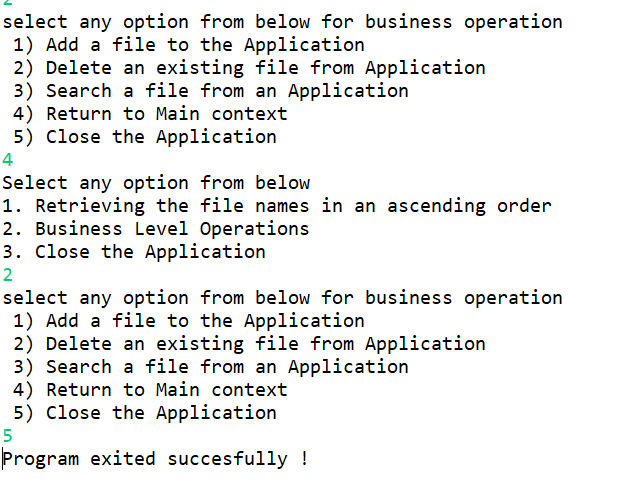 2
select any option from below for business operation
1) Add a file to the Application
2) Delete an existing file from Application
3) Search a file from an Application
4) Return to Main context
5) Close the Application
4
Select any option from below
1. Retrieving the file names in an ascending order
2. Business Level Operations
3. Close the Application
2
select any option from below for business operation
1) Add a file to the Application
2) Delete an existing file from Application
3) Search a file from an Application
4) Return to Main context
5) Close the Application
5
Program exited succesfully !